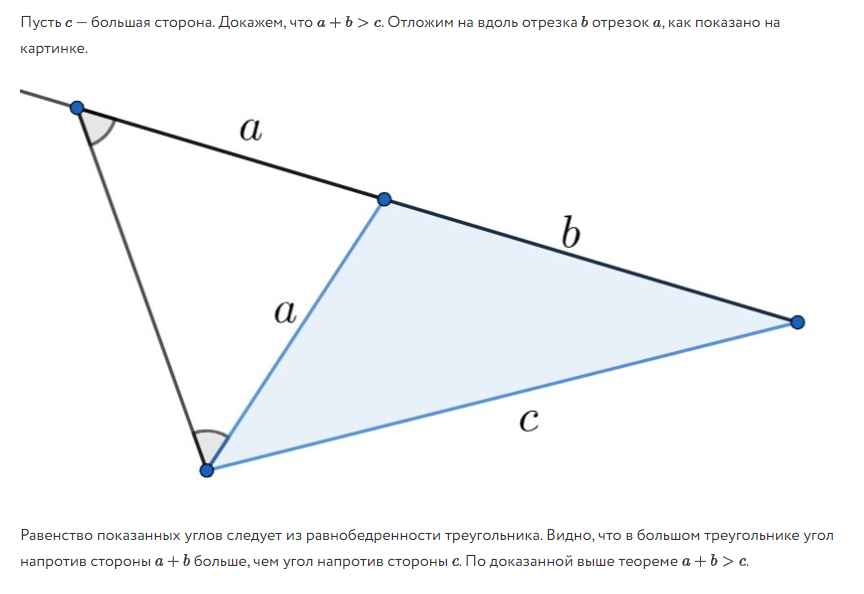 Пусть c — большая сторона. Докажем, что a + b > c. Отложим на вдоль отрезка b отрезок a, как показано на
картинке.
a
b
a
c
Равенство показанных углов следует из равнобедренности треугольника. Видно, что в большом треугольнике угол
напротив стороны a + b больше, чем угол напротив стороны c. По доказанной выше теореме a + b > c.